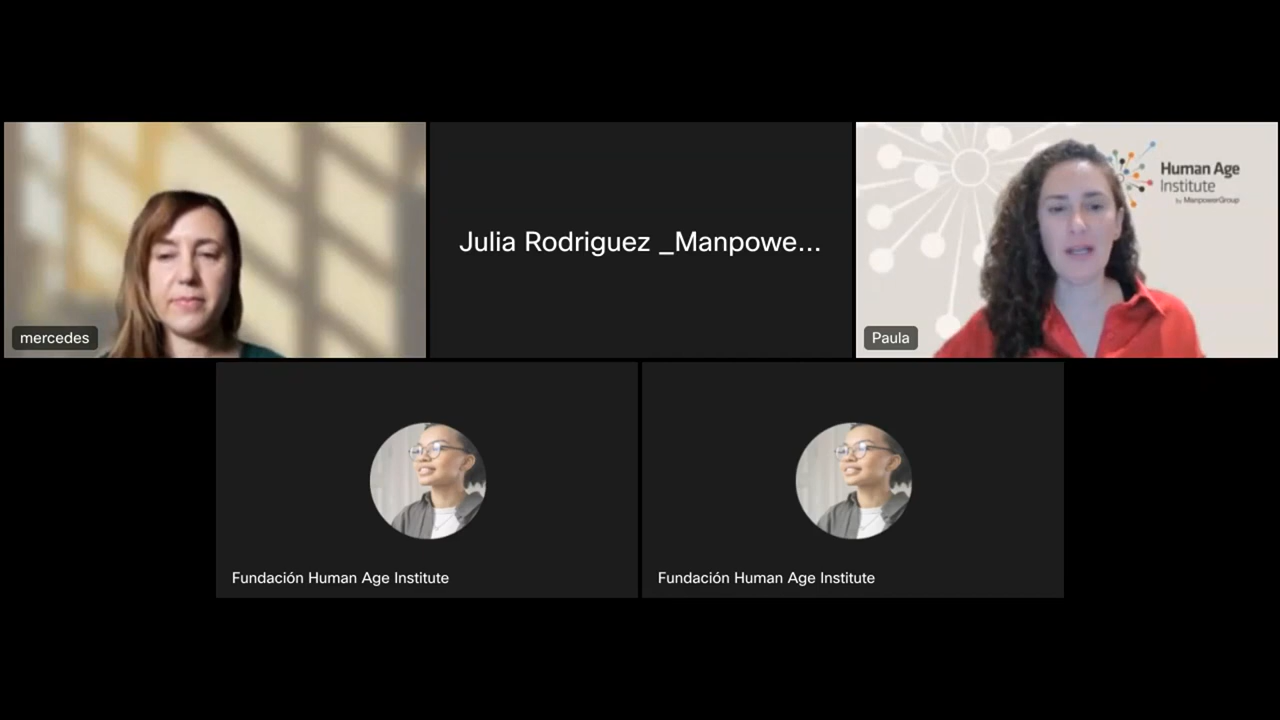 Human Age
Institute
by ManpowerGroup
Julia Rodriguez _Manpowe...
mercedes
Paula
Fundación Human Age Institute
Fundación Human Age Institute